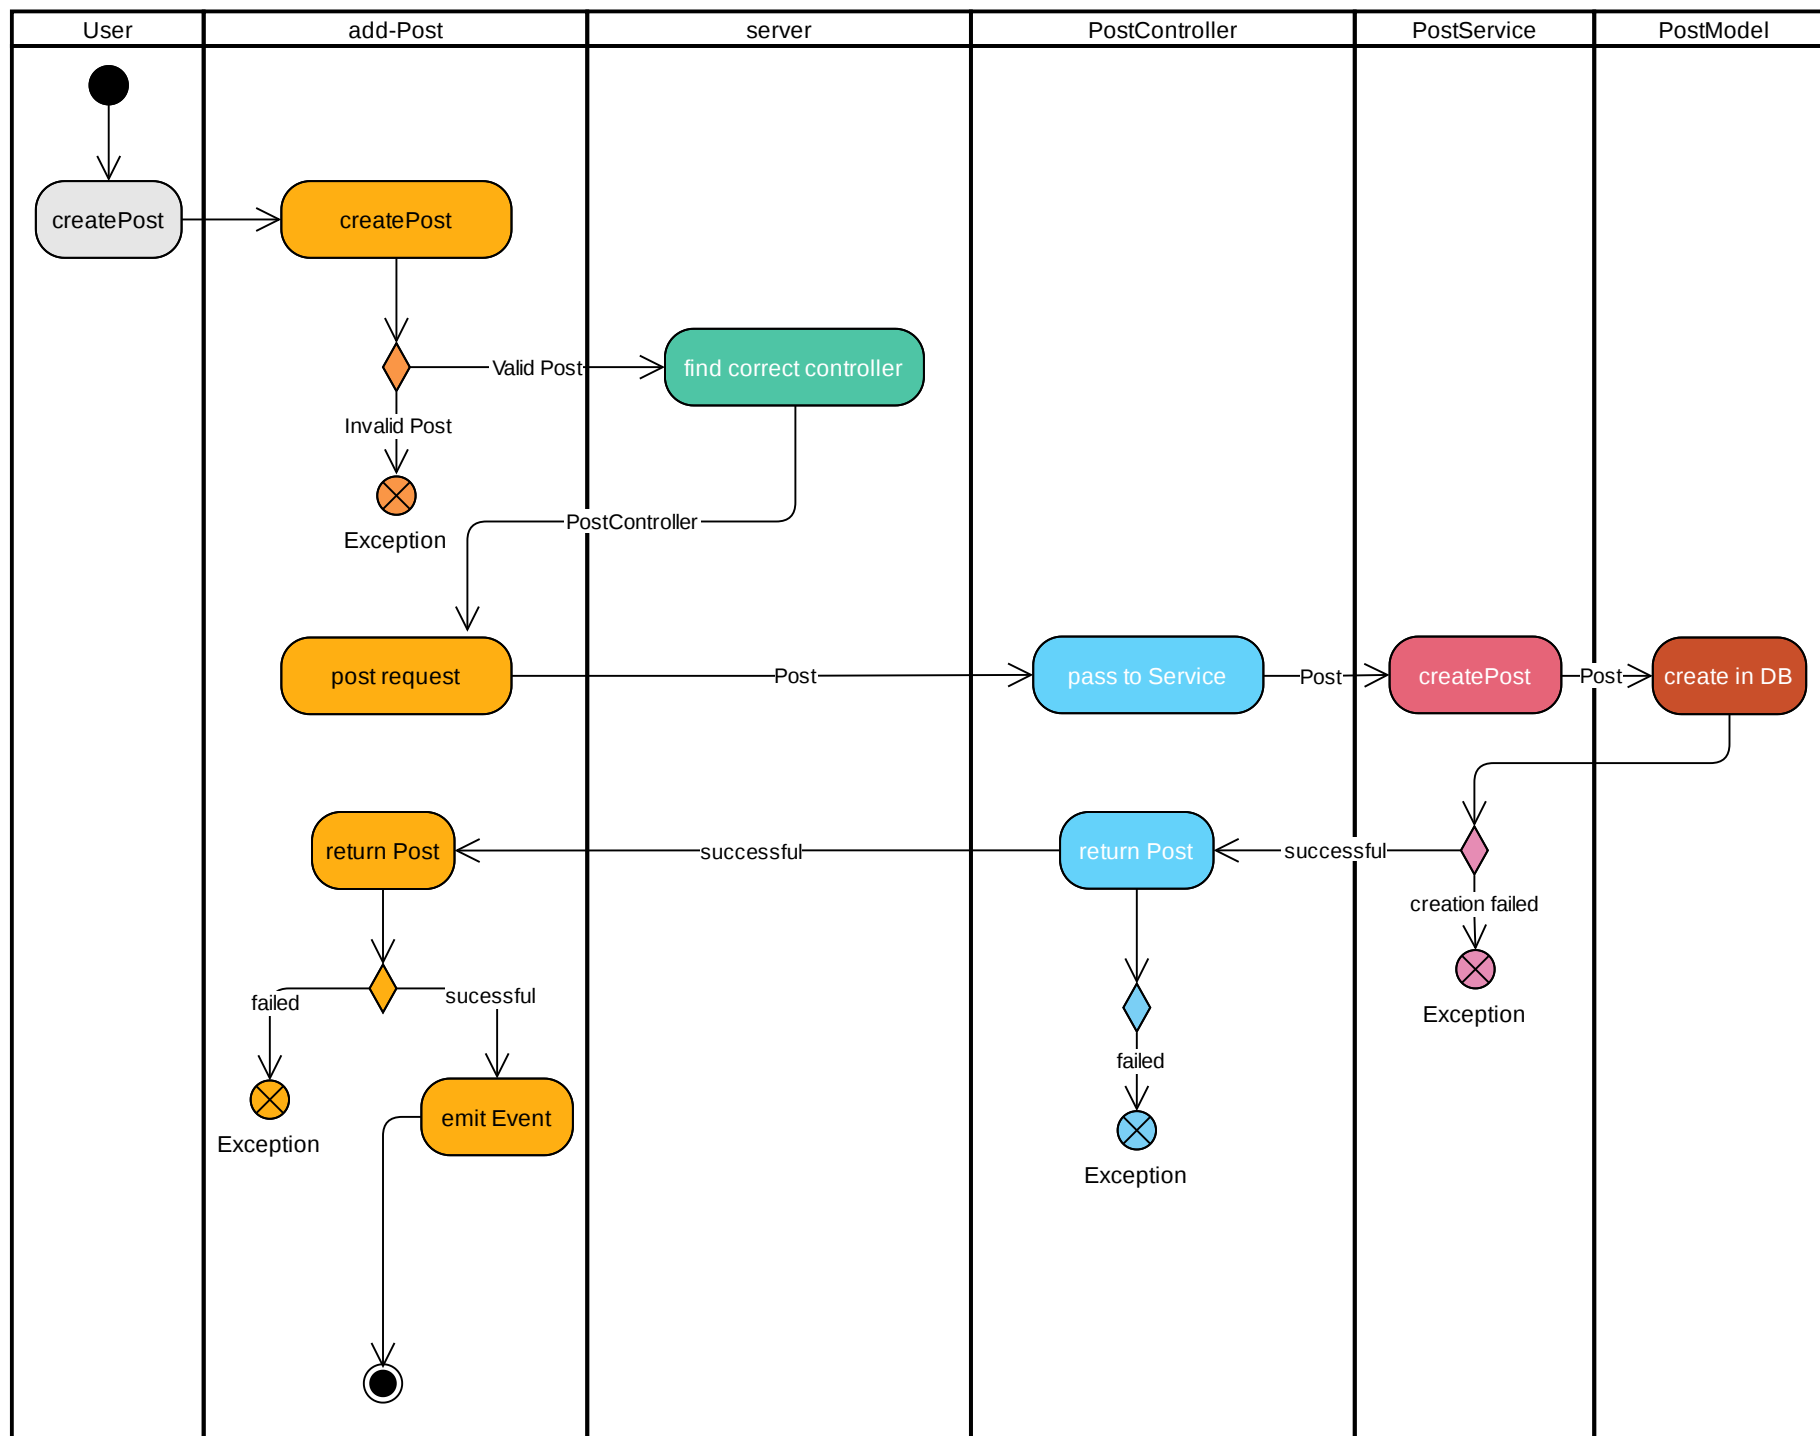 User
add-Post
server
PostController
PostService
PostModel
createPost
createPost
Valid Post
find correct controller
Invalid Post
Exception
PostController
post request
Post
pass to Service
Post
createPost
Post
create in DB
return Post
successful
return Post
successful
creation failed
Exception
failed
sucessful
failed
Exception
emit Event
Exception